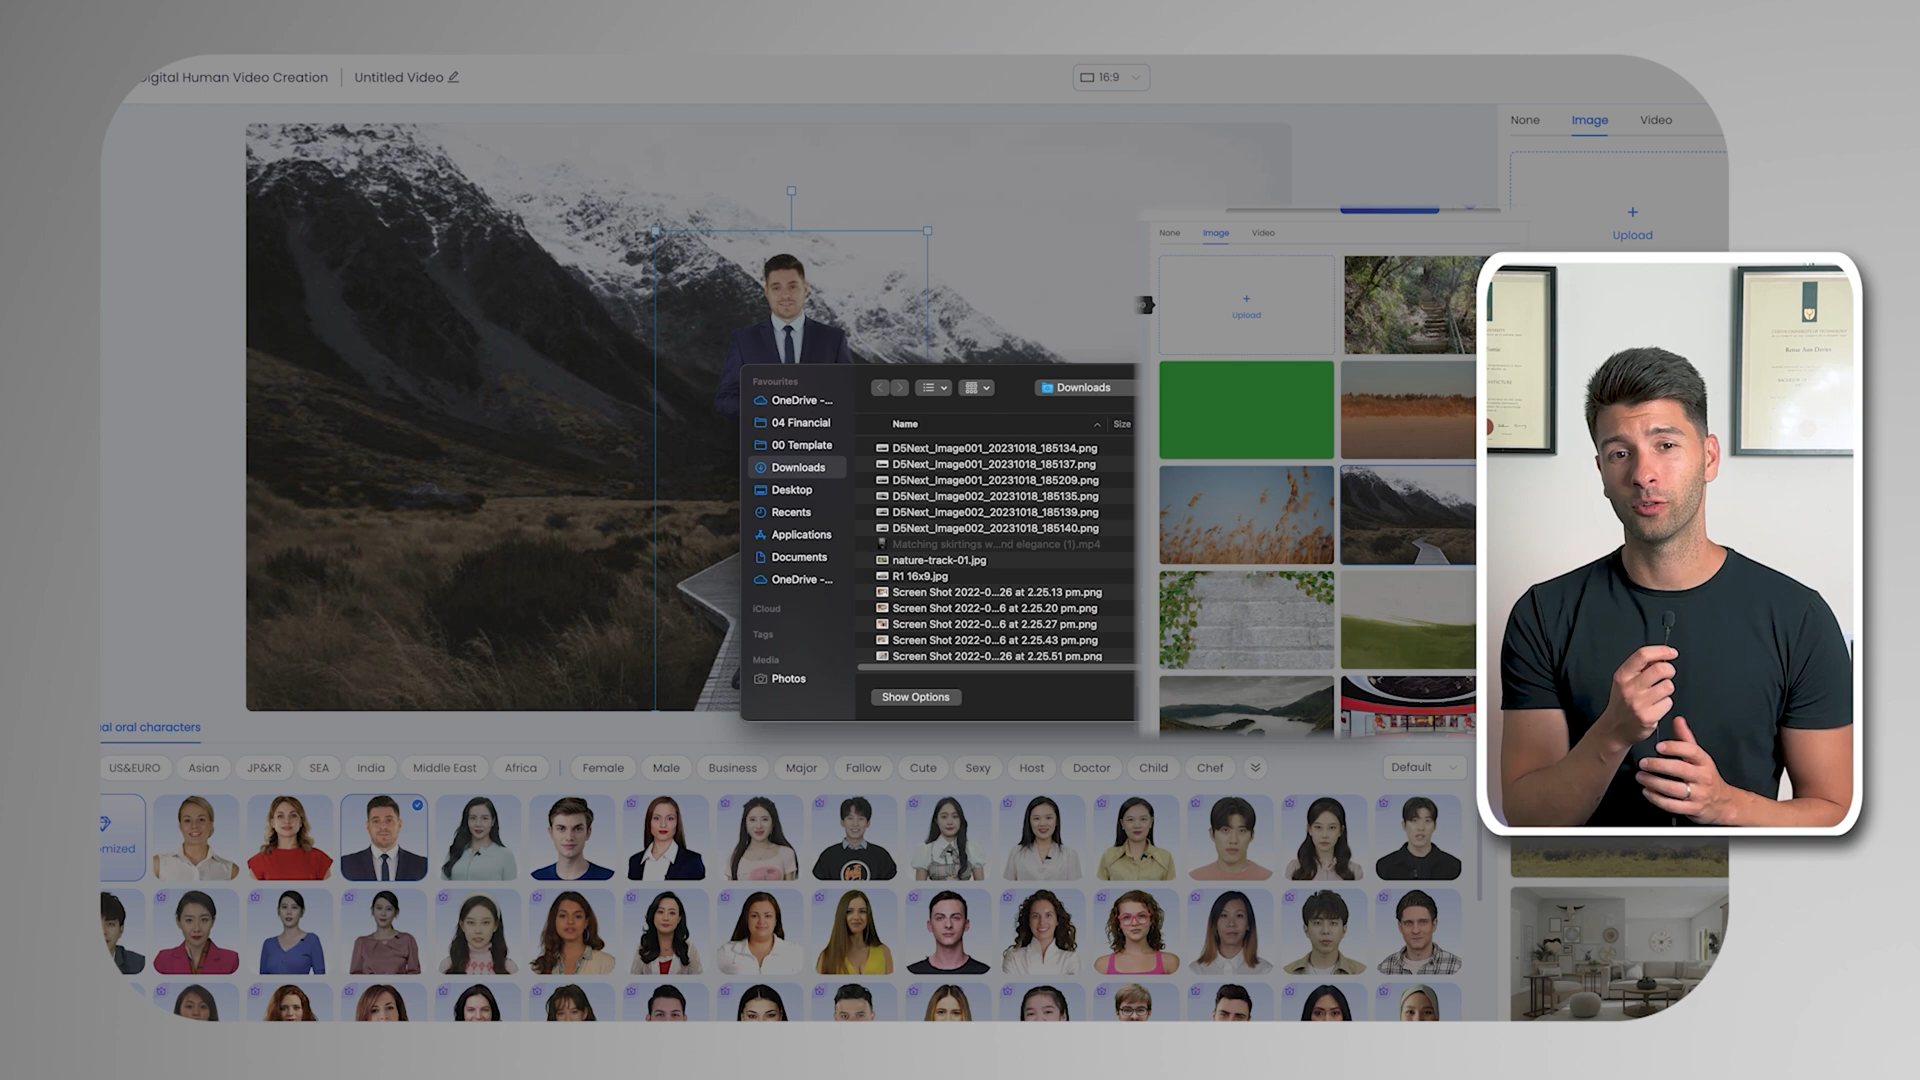 Digital Human Video Creation
Untitled Video
16:9
None
Image
Video
Upload
None
Image
Video
Upload
Favourites
OneDrive -...
04 Financial
00 Template
Downloads
Desktop
Recents
Applications
Documents
OneDrive -...
iCloud
Tags
Media
Photos
Downloads
Name
Size
D5Next_Image001_20231018_185134.png
D5Next_Image001_20231018_185137.png
D5Next_Image001_20231018_185209.png
D5Next_Image002_20231018_185135.png
D5Next_Image002_20231018_185139.png
D5Next_Image002_20231018_185140.png
Matching skirtings w...nd elegance (1).mp4
nature-track-01.jpg
R1 16x9.jpg
Screen Shot 2022-0...26 at 2.25.13 pm.png
Screen Shot 2022-0...6 at 2.25.20 pm.png
Screen Shot 2022-0...6 at 2.25.27 pm.png
Screen Shot 2022-0...6 at 2.25.43 pm.png
Screen Shot 2022-0...26 at 2.25.51 pm.png
Show Options
al oral characters
US&EURO
Asian
JP&KR
SEA
India
Middle East
Africa
Female
Male
Business
Major
Fallow
Cute
Sexy
Host
Doctor
Child
Chef
Default
omized